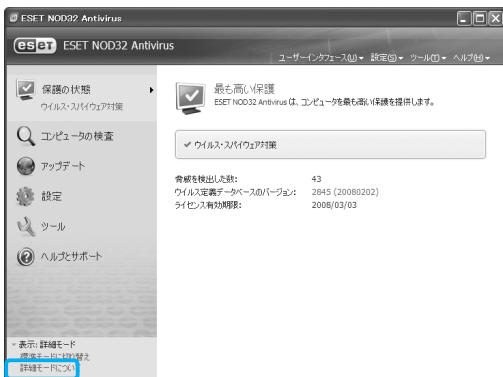 ESET NOD32 Antivirus
eseT ESET NOD32 Antivirus
ユーザーインタフェース(U) 設定(S) ツール(T) ヘルプ(H)
保護の状態
ウイルス・スパイウェア対策
コンピュータの検査
アップデート
設定
ツール
ヘルプとサポート
表示: 詳細モード
標準モードに切り替え
詳細モードについ
最も高い保護
ESET NOD32 Antivirus は、コンピュータを最も高い保護を提供します。
ウイルス・スパイウェア対策
脅威を検出した数: 43
ウイルス定義データベースのバージョン: 2845 (20080202)
ライセンス有効期限: 2008/03/03